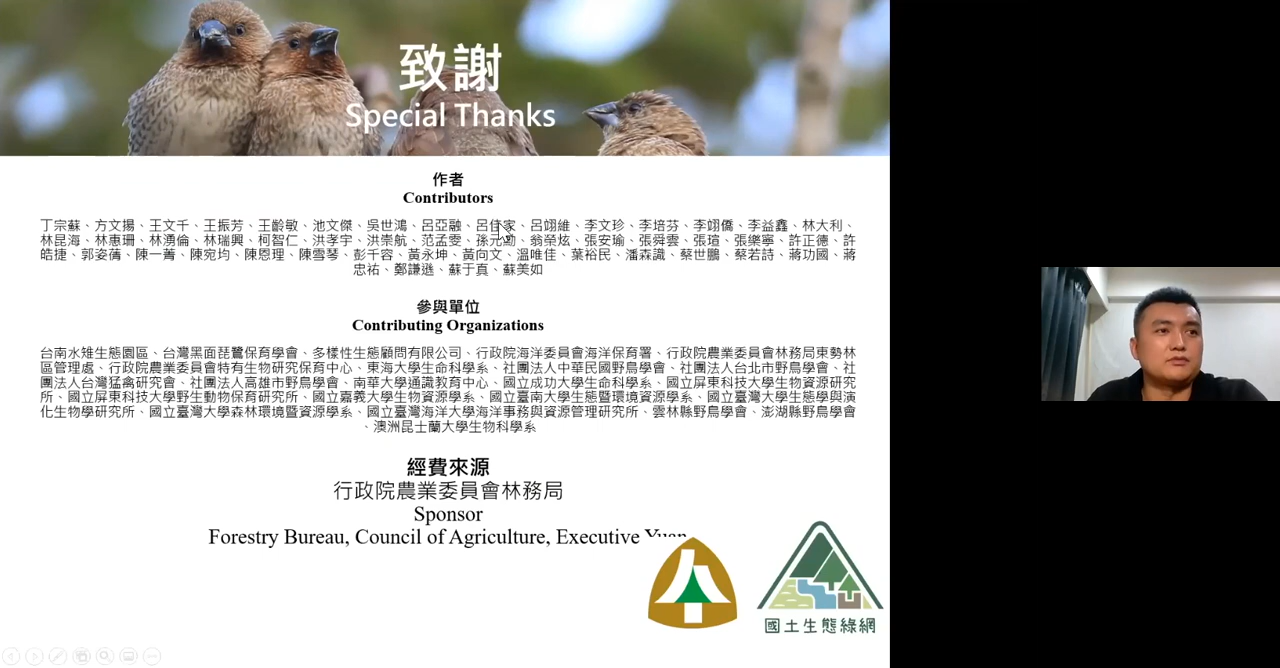 致謝
Special Thanks
作者
Contributors
丁宗蘇、方文揚、王文千、王振芳、王齡敏、池文傑、吳世鴻、呂亞融、呂佳家、呂翊維、李文珍、李培芬、李翊僑、李益鑫、林大利、
林昆海、林惠珊、林湧倫、林瑞興、柯智仁、洪孝宇、洪崇航、范孟雯、孫元勳、翁榮炫、張安瑜、張舜雲、張瑄、張樂寧、許正德、許
皓捷、郭姿蒨、陳一菁、陳宛均、陳恩理、陳雪琴、彭千容、黃永坤、黃向文、溫唯佳、葉裕民、潘森識、蔡世鵬、蔡若詩、蔣功國、蔣
忠祐、鄭謙遜、蘇于真、蘇美如
參與單位
Contributing Organizations
台南水雉生態園區、台灣黑面琵鷺保育學會、多樣性生態顧問有限公司、行政院海洋委員會海洋保育署、行政院農業委員會林務局東勢林
區管理處、行政院農業委員會特有生物研究保育中心、東海大學生命科學系、社團法人中華民國野鳥學會、社團法人台北市野鳥學會、社
團法人台灣猛禽研究會、社團法人高雄市野鳥學會、南華大學通識教育中心、國立成功大學生命科學系、國立屏東科技大學生物資源研究
所、國立屏東科技大學野生動物保育研究所、國立嘉義大學生物資源學系、國立臺南大學生態暨環境資源學系、國立臺灣大學生態學與演
化生物學研究所、國立臺灣大學森林環境暨資源學系、國立臺灣海洋大學海洋事務與資源管理研究所、雲林縣野鳥學會、澎湖縣野鳥學會
、澳洲昆士蘭大學生物科學系
經費來源
行政院農業委員會林務局
Sponsor
Forestry Bureau, Council of Agriculture, Executive Yuan
國土生態綠網